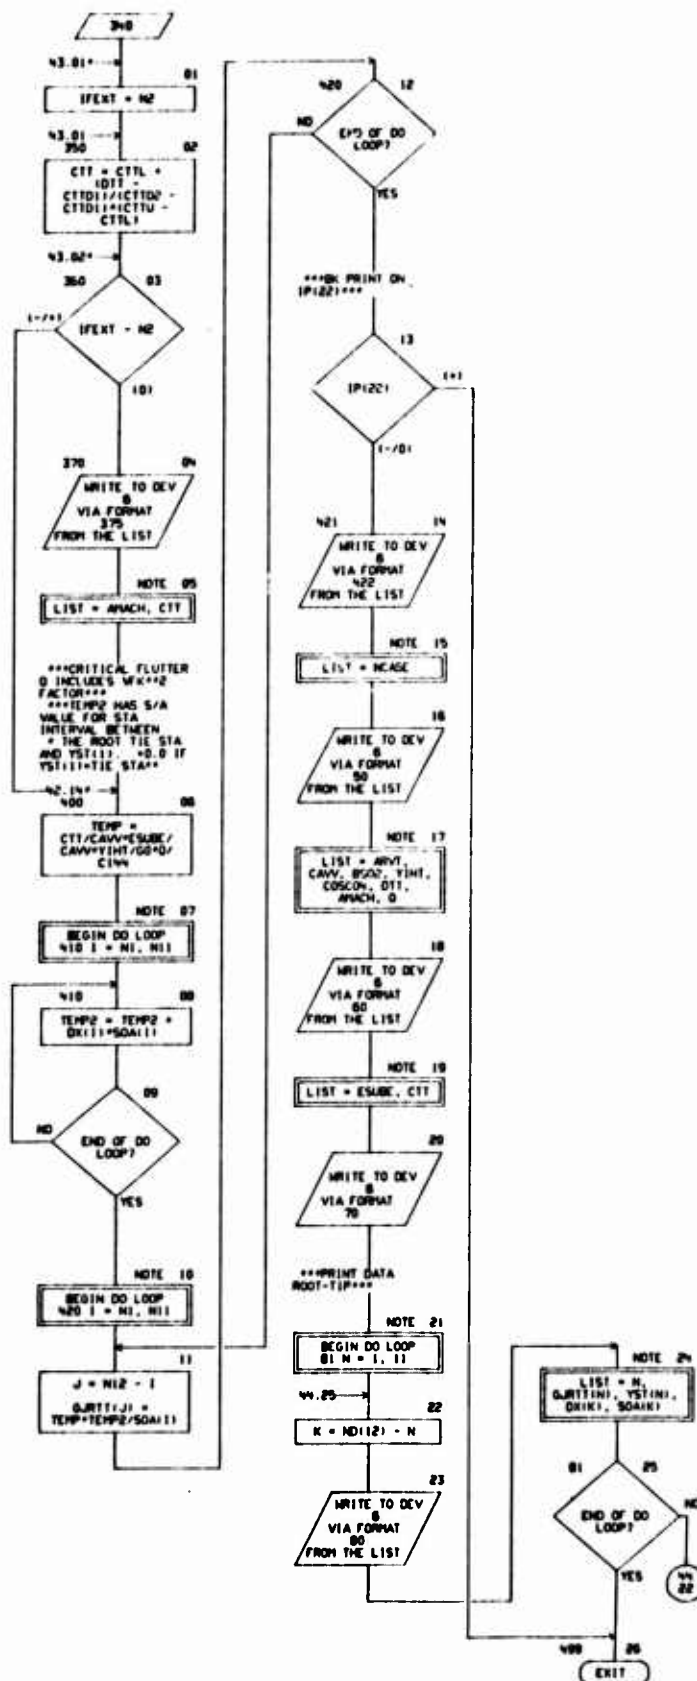 340
43.01*
01
IFEXT = N2
43.01
350
02
CTT = CTTL +
(DTT -
CTTD1)/(CTTD2 -
CTTD1)*(CTTU -
CTTL)
43.02*
360
03
(-/+)
IFEXT - N2
(0)
370
04
WRITE TO DEV
6
VIA FORMAT
375
FROM THE LIST
NOTE 05
LIST = AMACH, CTT
***CRITICAL FLUTTER
Q INCLUDES WFK**2
FACTOR***
***TEMP2 HAS S/A
VALUE FOR STA
INTERVAL BETWEEN
* THE ROOT TIE STA
AND YST(1). =0.0 IF
YST(1)=TIE STA**
42.14*
400
06
TEMP =
CTT/CAVV*ESUBE/
CAVV*YIHT/GO*Q/
C144
NOTE 07
BEGIN DO LOOP
410 I = N1, N11
410
08
TEMP2 = TEMP2 +
DX(I)*SOA(I)
09
NO
END OF DO
LOOP?
YES
NOTE 10
BEGIN DO LOOP
420 I = N1, N11
11
J = N12 - I
GJRTT(J) =
TEMP*TEMP2/SOA(I)
420
12
NO
END OF DO
LOOP?
YES
***BK PRINT ON
IP(22)***
13
IP(22)
(+)
(-/0)
421
14
WRITE TO DEV
6
VIA FORMAT
422
FROM THE LIST
NOTE 15
LIST = NCASE
16
WRITE TO DEV
6
VIA FORMAT
50
FROM THE LIST
NOTE 17
LIST = ARVT,
CAVV, BSO2, YIHT,
COSCO4, DTT,
AMACH, Q
18
WRITE TO DEV
6
VIA FORMAT
60
FROM THE LIST
NOTE 19
LIST = ESUBE, CTT
20
WRITE TO DEV
6
VIA FORMAT
70
***PRINT DATA
ROOT-TIP***
NOTE 21
BEGIN DO LOOP
81 N = 1, 11
44.25
22
K = ND(12) - N
23
WRITE TO DEV
6
VIA FORMAT
80
FROM THE LIST
NOTE 24
LIST = N,
GJRTT(N), YST(N),
DX(K), SOA(K)
81
25
END OF DO
LOOP?
NO
44
22
YES
499
26
EXIT